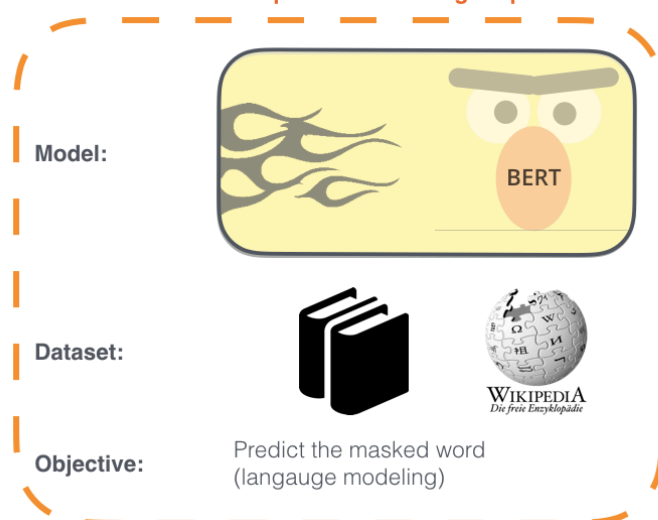 Model:
BERT
Dataset:
WIKIPEDIA
Die freie Enzyklopädie
Objective:
Predict the masked word
(langauge modeling)